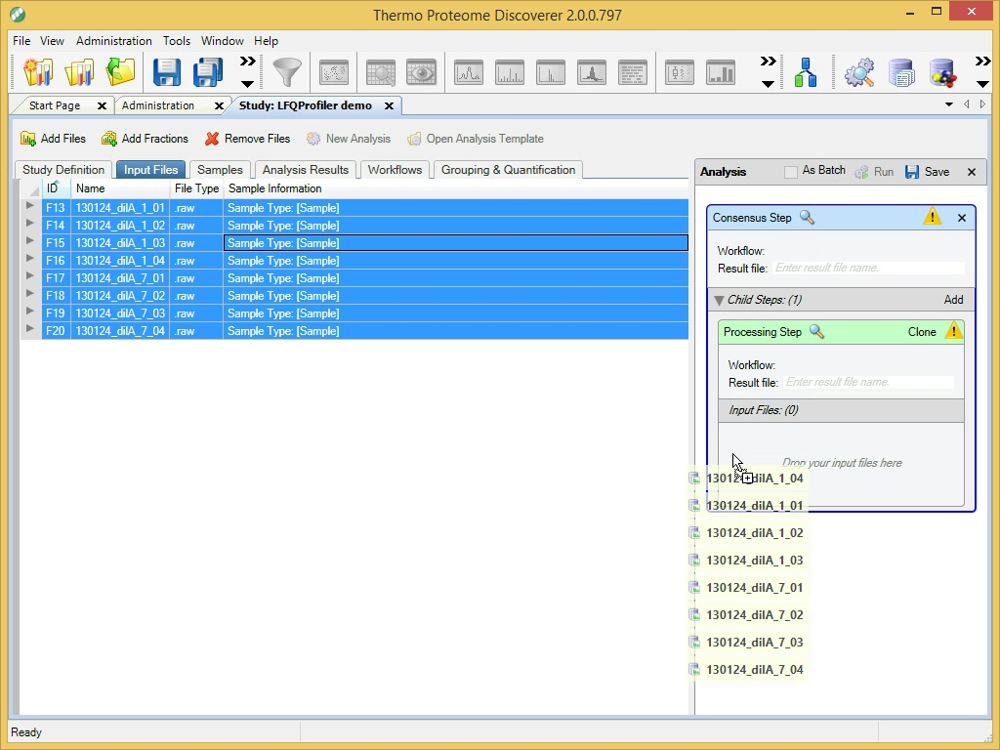 Thermo Proteome Discoverer 2.0.0.797
File View Administration Tools Window Help
Start Page Administration Study: LFQProfiler demo
Add Files Add Fractions Remove Files New Analysis Open Analysis Template
Study Definition Input Files Samples Analysis Results Workflows Grouping & Quantification
Analysis As Batch Run Save
ID Name File Type Sample Information
F13 130124_dilA_1_01 .raw Sample Type: [Sample]
F14 130124_dilA_1_02 .raw Sample Type: [Sample]
F15 130124_dilA_1_03 .raw Sample Type: [Sample]
F16 130124_dilA_1_04 .raw Sample Type: [Sample]
F17 130124_dilA_7_01 .raw Sample Type: [Sample]
F18 130124_dilA_7_02 .raw Sample Type: [Sample]
F19 130124_dilA_7_03 .raw Sample Type: [Sample]
F20 130124_dilA_7_04 .raw Sample Type: [Sample]
Consensus Step
Workflow:
Result file: Enter result file name.
Child Steps: (1) Add
Processing Step Clone
Workflow:
Result file: Enter result file name.
Input Files: (0)
Drop your input files here
130124_dilA_1_04
130124_dilA_1_01
130124_dilA_1_02
130124_dilA_1_03
130124_dilA_7_01
130124_dilA_7_02
130124_dilA_7_03
130124_dilA_7_04
Ready